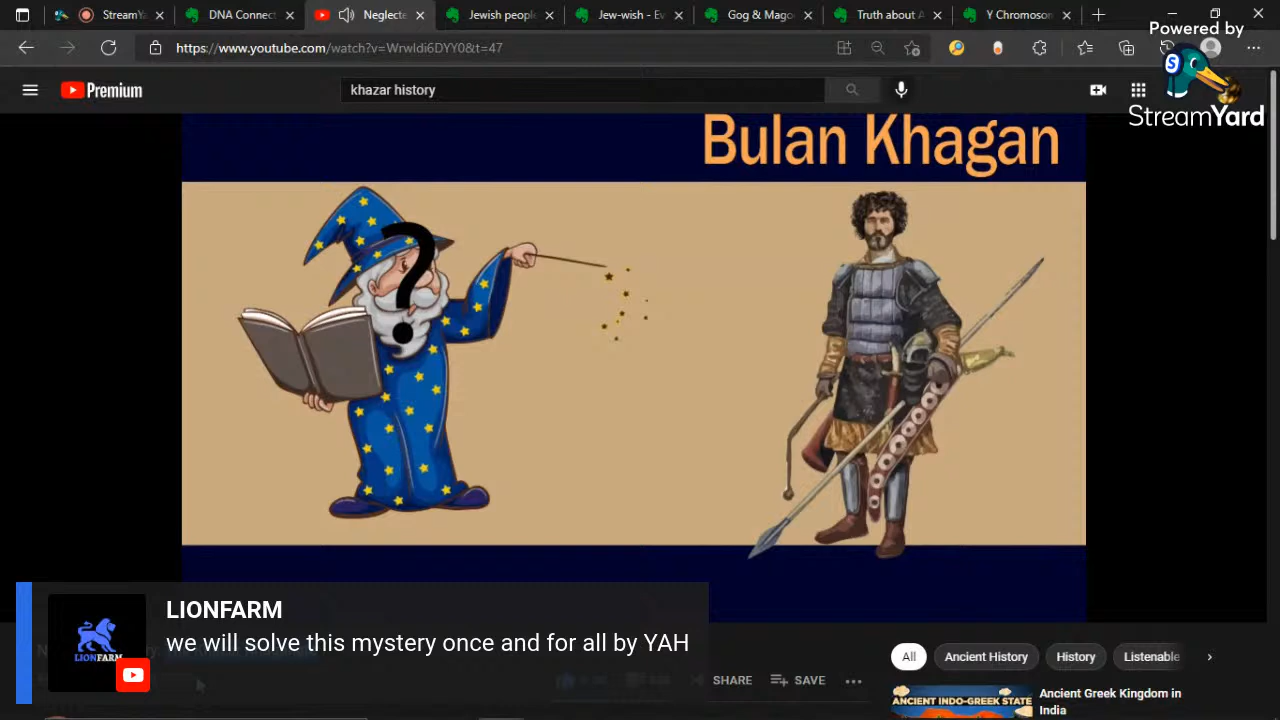 StreamYa
DNA Connect
Neglecte
Jewish peopl
Jew-wish - Ev
Gog & Mago
Truth about A
Y Chromoson
Powered by
https://www.youtube.com/watch?v=Wrwldi6DYY0&t=47
Premium
khazar history
StreamYard
Bulan Khagan
?
LIONFARM
we will solve this mystery once and for all by YAH
LIONFARM
SHARE
SAVE
All
Ancient History
History
Listenable
ANCIENT INDO-GREEK STATE
Ancient Greek Kingdom in
India